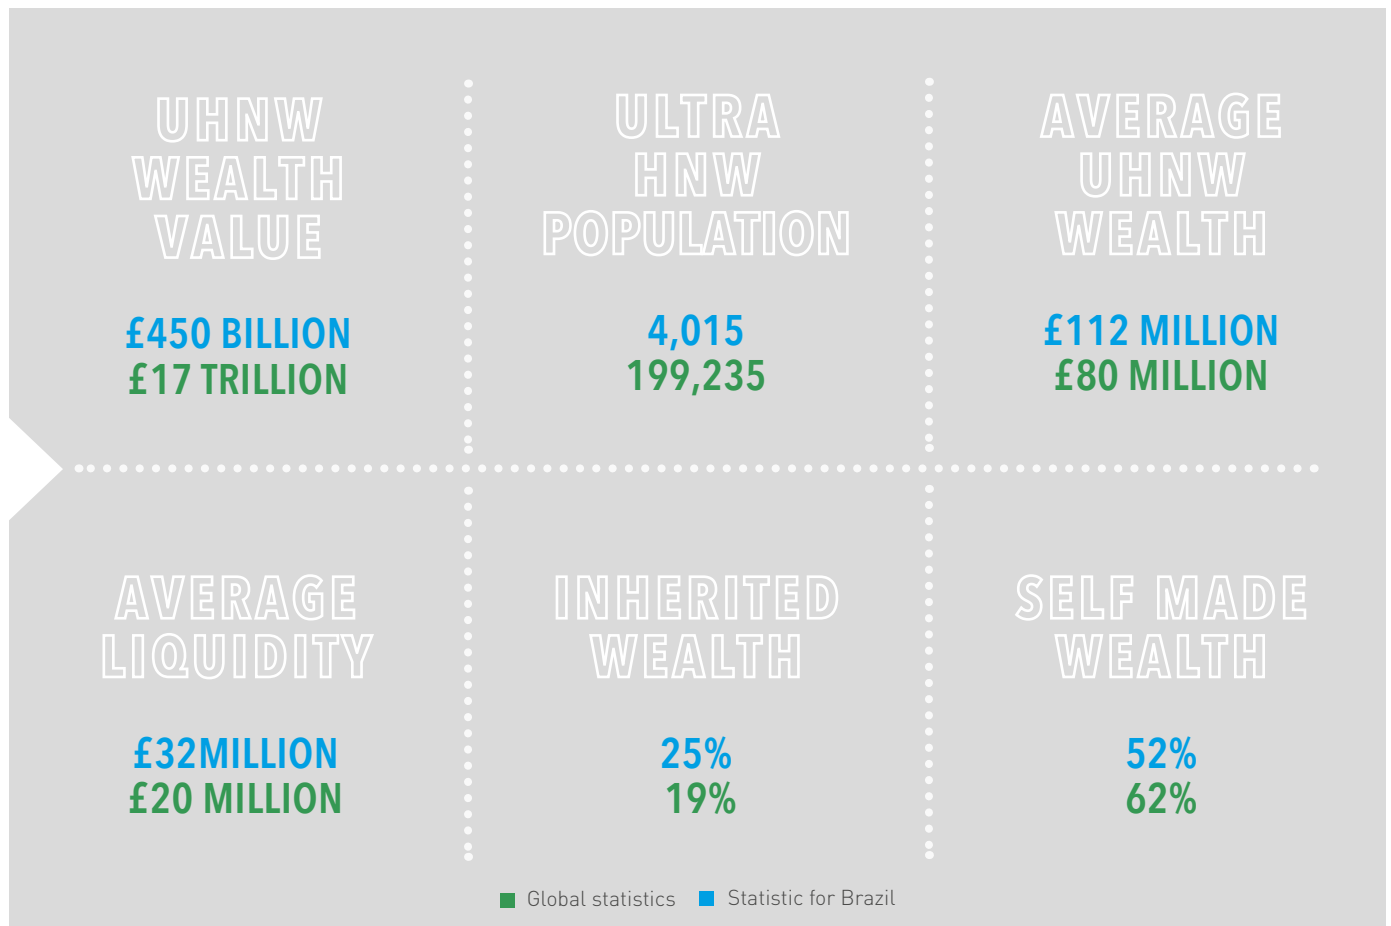 UHNW
WEALTH
VALUE
£450 BILLION
£17 TRILLION
ULTRA
HNW
POPULATION
4,015
199,235
AVERAGE
UHNW
WEALTH
£112 MILLION
£80 MILLION
AVERAGE
LIQUIDITY
£32MILLION
£20 MILLION
INHERITED
WEALTH
25%
19%
SELF MADE
WEALTH
52%
62%
Global statistics
Statistic for Brazil